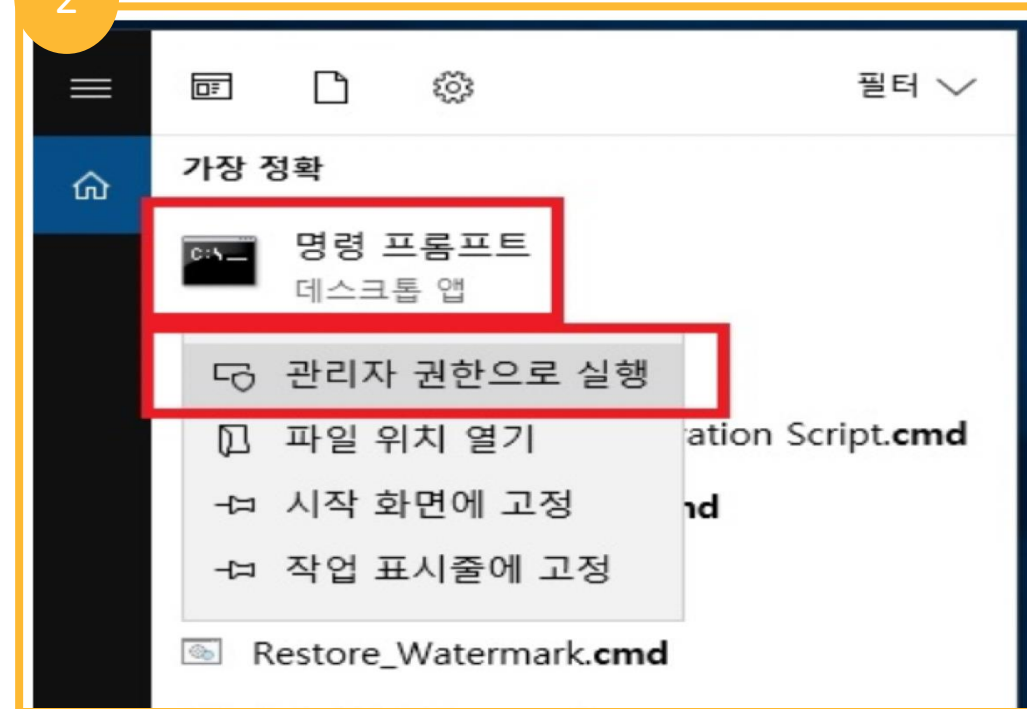 2
필터
가장 정확
C:\
명령 프롬프트
데스크톱 앱
관리자 권한으로 실행
파일 위치 열기
ation Script.cmd
시작 화면에 고정
nd
작업 표시줄에 고정
Restore_Watermark.cmd